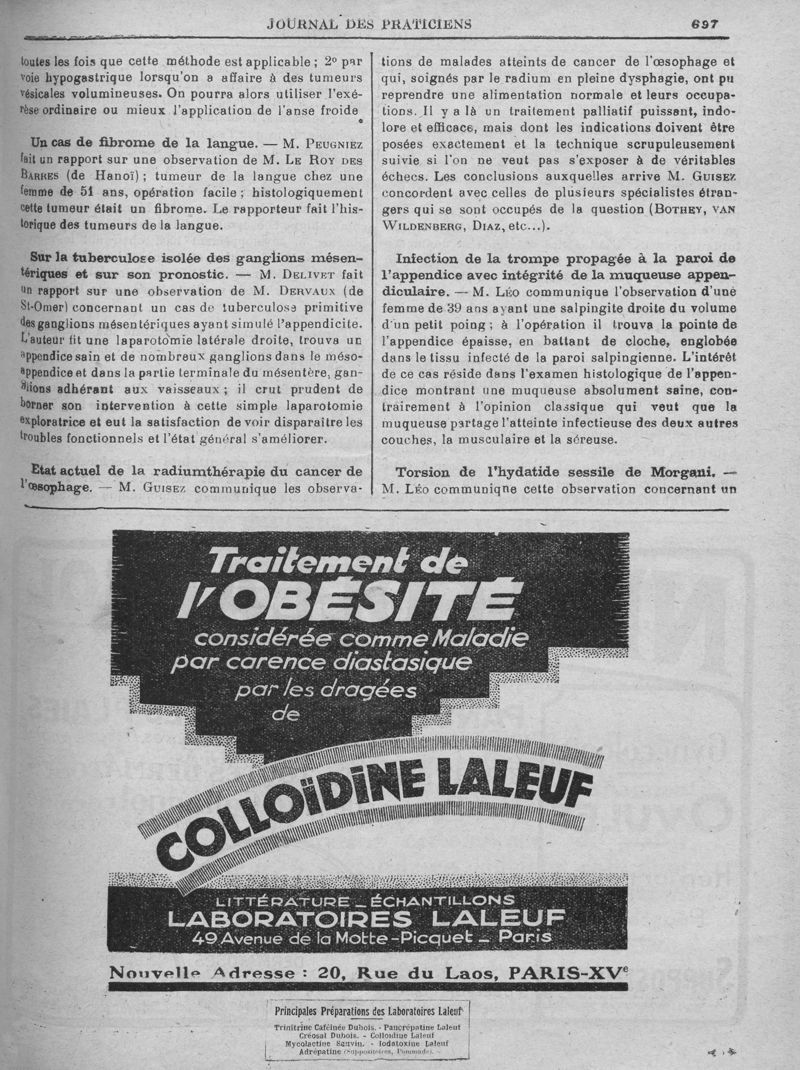 JOURNAL DES PRATICIENS
697
toutes les fois que cette méthode est applicable ; 2º par
voie hypogastrique lorsqu'on a affaire à des tumeurs
vésicales volumineuses. On pourra alors utiliser l'exé-
rèse ordinaire ou mieux l'application de l'anse froide
Un cas de fibrome de la langue. — M. PEUGNIEZ
fait un rapport sur une observation de M. LE ROY DES
BARRES (de Hanoï) ; tumeur de la langue chez une
femme de 51 ans, opération facile ; histologiquement
cette tumeur était un fibrome. Le rapporteur fait l'his-
torique des tumeurs de la langue.
Sur la tuberculose isolée des ganglions mésen-
tériques et sur son pronostic. — M. DELIVET fait
un rapport sur une observation de M. DERVAUX (de
St-Omer) concernant un cas de tuberculose primitive
des ganglions mésentériques ayant simulé l'appendicite.
L'auteur fit une laparotomie latérale droite, trouva un
appendice sain et de nombreux ganglions dans le méso-
appendice et dans la partie terminale du mésentère, gan-
glions adhérant aux vaisseaux ; il crut prudent de
borner son intervention à cette simple laparotomie
exploratrice et eut la satisfaction de voir disparaître les
troubles fonctionnels et l'état général s'améliorer.
Etat actuel de la radiumthérapie du cancer de
l'œsophage. — M. GUISEZ communique les observa-
tions de malades atteints de cancer de l'œsophage et
qui, soignés par le radium en pleine dysphagie, ont pu
reprendre une alimentation normale et leurs occupa-
tions. Il y a là un traitement palliatif puissant, indo-
lore et efficace, mais dont les indications doivent être
posées exactement et la technique scrupuleusement
suivie si l'on ne veut pas s'exposer à de véritables
échecs. Les conclusions auxquelles arrive M. GUISEZ
concordent avec celles de plusieurs spécialistes étran-
gers qui se sont occupés de la question (BOTHEY, VAN
WILDENBERG, DIAZ, etc...).
Infection de la trompe propagée à la paroi de
l'appendice avec intégrité de la muqueuse appen-
diculaire. — M. LÉO communique l'observation d'une
femme de 39 ans ayant une salpingite droite du volume
d'un petit poing ; à l'opération il trouva la pointe de
l'appendice épaisse, en battant de cloche, englobée
dans le tissu infecté de la paroi salpingienne. L'intérêt
de ce cas réside dans l'examen histologique de l'appen-
dice montrant une muqueuse absolument saine, con-
trairement à l'opinion classique qui veut que la
muqueuse partage l'atteinte infectieuse des deux autres
couches, la musculaire et la séreuse.
Torsion de l'hydatide sessile de Morgani. —
M. LÉO communiqne cette observation concernant un
Traitement de
l'OBÉSITÉ
considérée comme Maladie
par carence diastasique
par les dragées
de
COLLOÏDINE LALEUF
LITTÉRATURE _ ÉCHANTILLONS
LABORATOIRES LALEUF
49 Avenue de la Motte-Picquet _ Paris
Nouvelle Adresse : 20, Rue du Laos, PARIS-XVe
Principales Préparations des Laboratoires Laleuf
Trinitrine Caféinée Dubois. - Pancrépatine Laleuf
Créosal Dubois. - Colloïdine Laleuf
Mycolactine Sauvin. - Iodatoxine Laleuf
Adrépatine (Suppositoires, Pommade). -